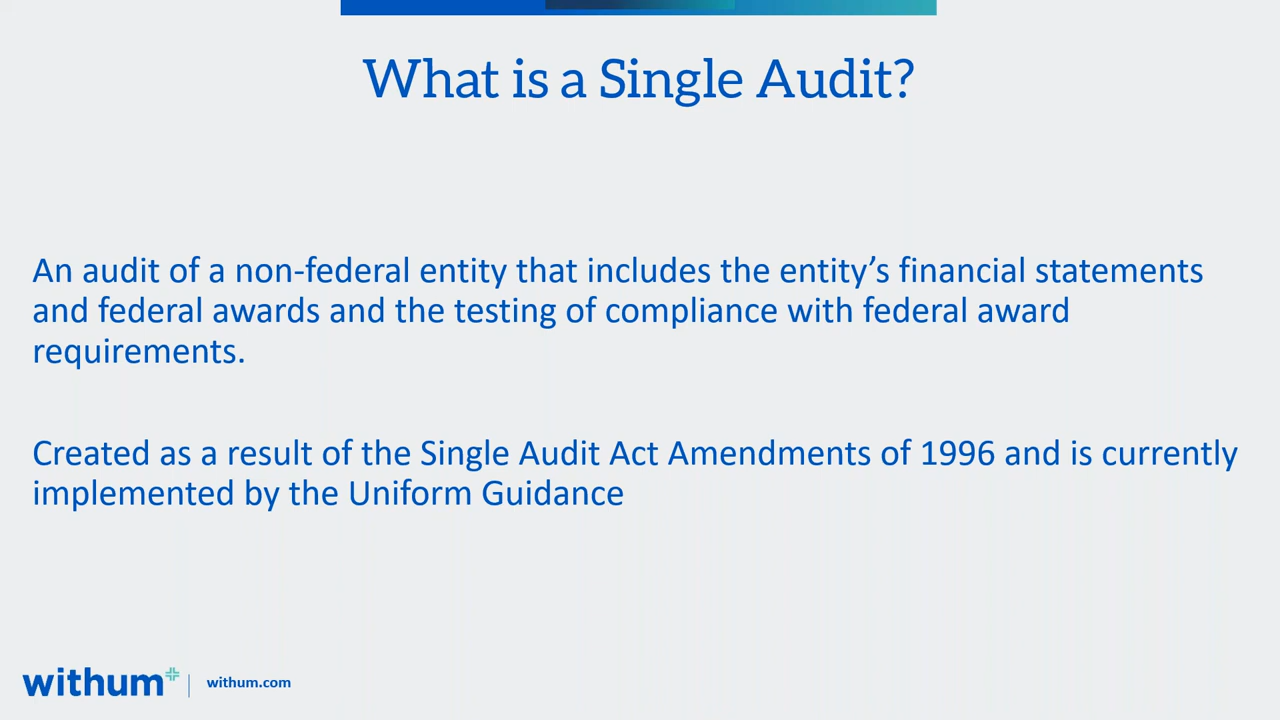 What is a Single Audit?
An audit of a non-federal entity that includes the entity’s financial statements
and federal awards and the testing of compliance with federal award
requirements.
Created as a result of the Single Audit Act Amendments of 1996 and is currently
implemented by the Uniform Guidance
withum
withum.com